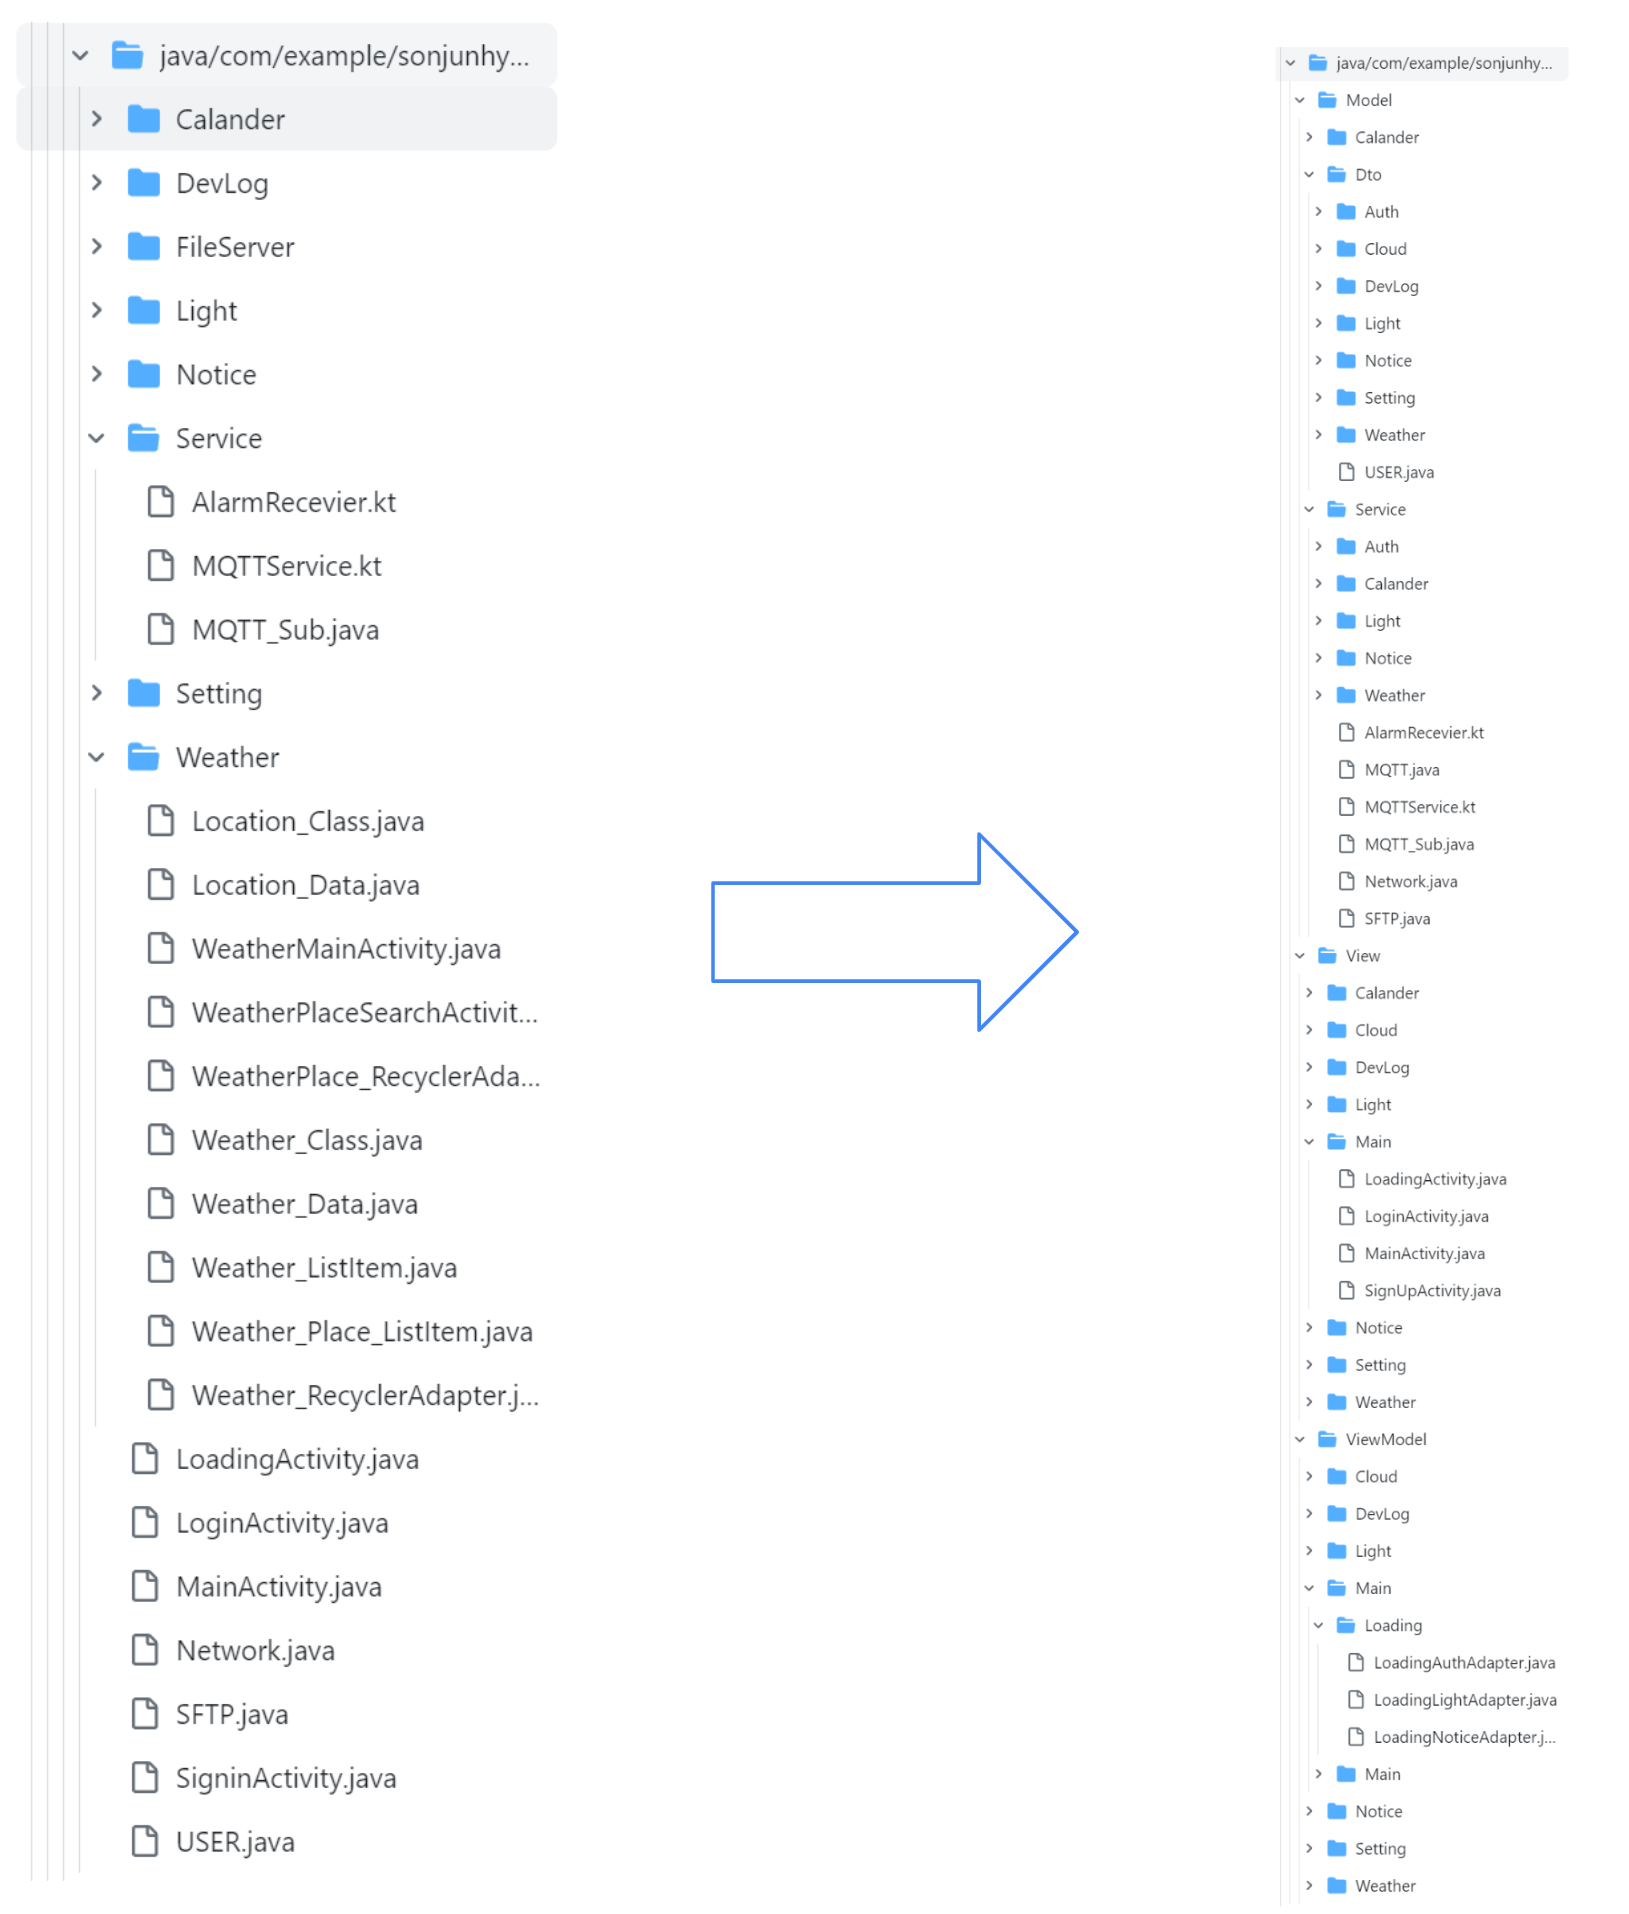 java/com/example/sonjunhy...
Calander
DevLog
FileServer
Light
Notice
Service
AlarmRecevier.kt
MQTTService.kt
MQTT_Sub.java
Setting
Weather
Location_Class.java
Location_Data.java
WeatherMainActivity.java
WeatherPlaceSearchActivit...
WeatherPlace_RecyclerAda...
Weather_Class.java
Weather_Data.java
Weather_ListItem.java
Weather_Place_ListItem.java
Weather_RecyclerAdapter.j...
LoadingActivity.java
LoginActivity.java
MainActivity.java
Network.java
SFTP.java
SigninActivity.java
USER.java
java/com/example/sonjunhy...
Model
Calander
Dto
Auth
Cloud
DevLog
Light
Notice
Setting
Weather
USER.java
Service
Auth
Calander
Light
Notice
Weather
AlarmRecevier.kt
MQTT.java
MQTTService.kt
MQTT_Sub.java
Network.java
SFTP.java
View
Calander
Cloud
DevLog
Light
Main
LoadingActivity.java
LoginActivity.java
MainActivity.java
SignUpActivity.java
Notice
Setting
Weather
ViewModel
Cloud
DevLog
Light
Main
Loading
LoadingAuthAdapter.java
LoadingLightAdapter.java
LoadingNoticeAdapter.j...
Main
Notice
Setting
Weather